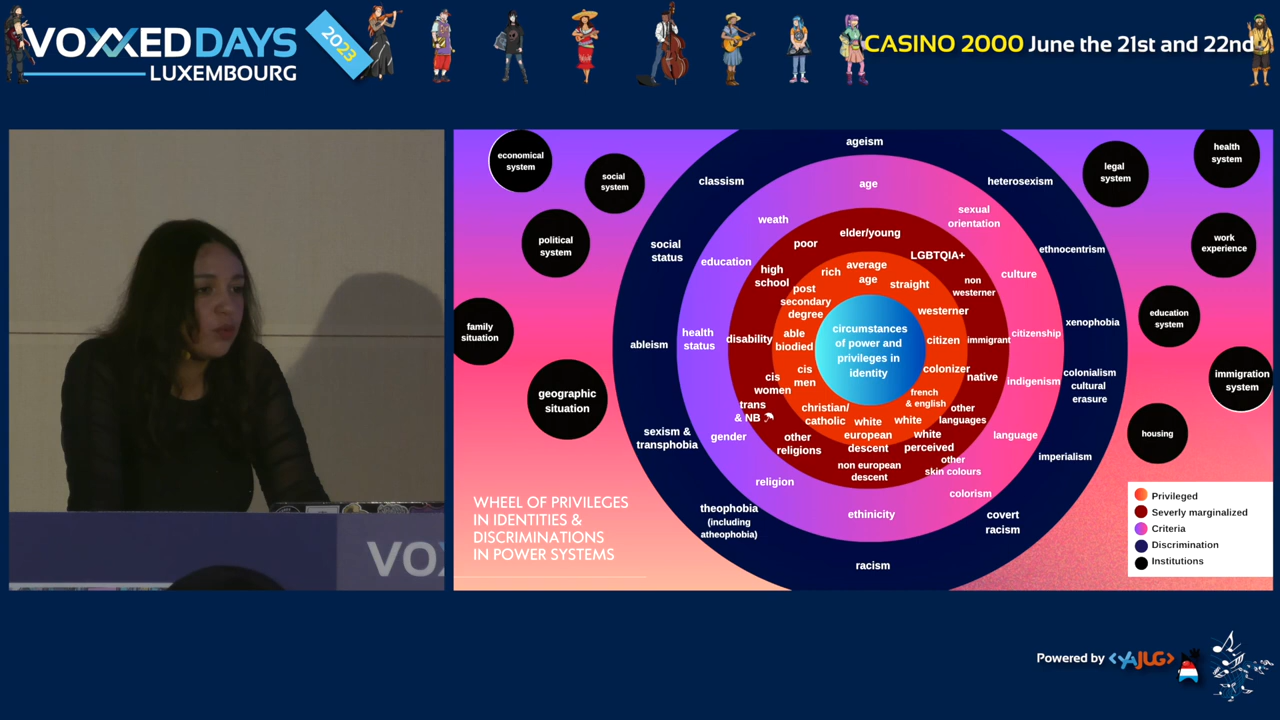 VOXXEDDAYS
LUXEMBOURG
2023
CASINO 2000 June the 21st and 22nd
VO
economical
system
social
system
political
system
family
situation
geographic
situation
WHEEL OF PRIVILEGES
IN IDENTITIES &
DISCRIMINATIONS
IN POWER SYSTEMS
ageism
classism
heterosexism
social
status
ethnocentrism
ableism
xenophobia
colonialism
cultural
erasure
sexism &
transphobia
imperialism
theophobia
(including
atheophobia)
covert
racism
racism
age
weath
sexual
orientation
education
culture
health
status
citizenship
indigenism
gender
language
religion
colorism
ethinicity
elder/young
poor
LGBTQIA+
high
school
non
westerner
disability
immigrant
cis
women
native
trans
& NB ☂
other
languages
other
religions
white
perceived
non european
descent
other
skin colours
average
age
rich
straight
post
secondary
degree
westerner
able
biodied
citizen
cis
men
colonizer
french
& english
christian/
catholic
white
european
descent
white
circumstances
of power and
privileges in
identity
legal
system
health
system
work
experience
education
system
immigration
system
housing
Privileged
Severly marginalized
Criteria
Discrimination
Institutions
Powered by <YAJUG>